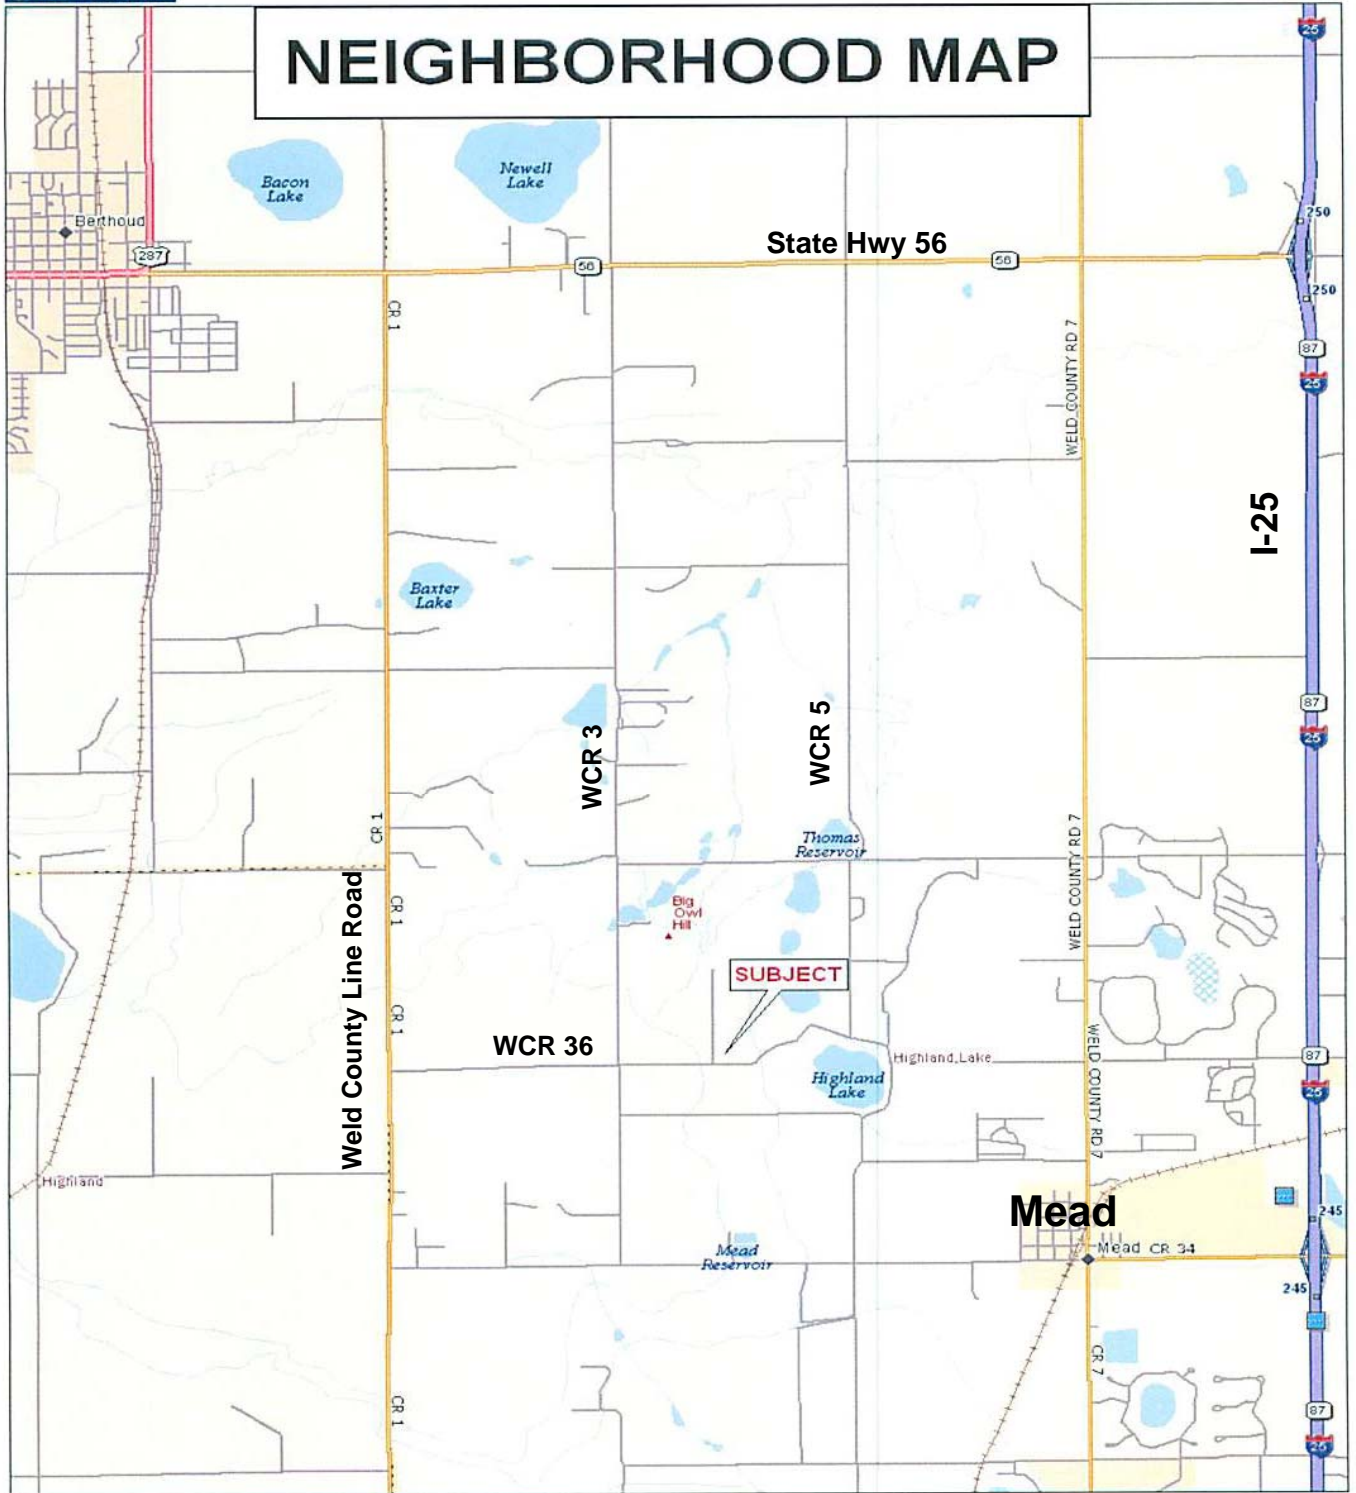 NEIGHBORHOOD MAP
25
Bacon
Lake
Newell
Lake
Berthoud
250
287
State Hwy 56
56
56
250
CR 1
WELD COUNTY RD 7
87
25
I-25
Baxter
Lake
WCR 3
WCR 5
87
25
CR 1
Thomas
Reservoir
WELD COUNTY RD 7
Weld County Line Road
CR 1
Big
Owl
Hill
SUBJECT
CR 1
WCR 36
Highland Lake
WELD COUNTY RD 7
87
Highland
Lake
25
Highland
Mead
245
Mead
Reservoir
Mead CR 34
245
CR 7
CR 1
87
25